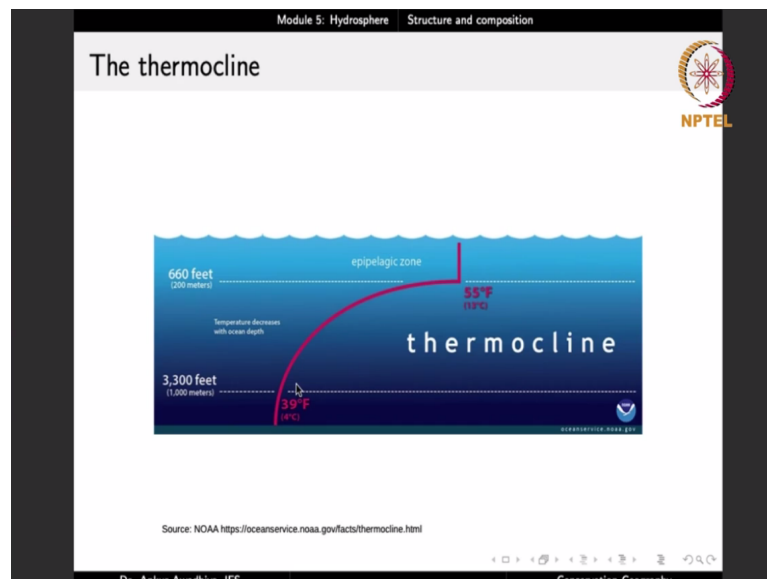 Module 5: Hydrosphere Structure and composition
The thermocline
NPTEL
epipelagic zone
660 feet
(200 meters)
55°F
(13°C)
Temperature decreases
with ocean depth
thermocline
3,300 feet
(1,000 meters)
39°F
(4°C)
oceanservice.noaa.gov
Source: NOAA https://oceanservice.noaa.gov/facts/thermocline.html